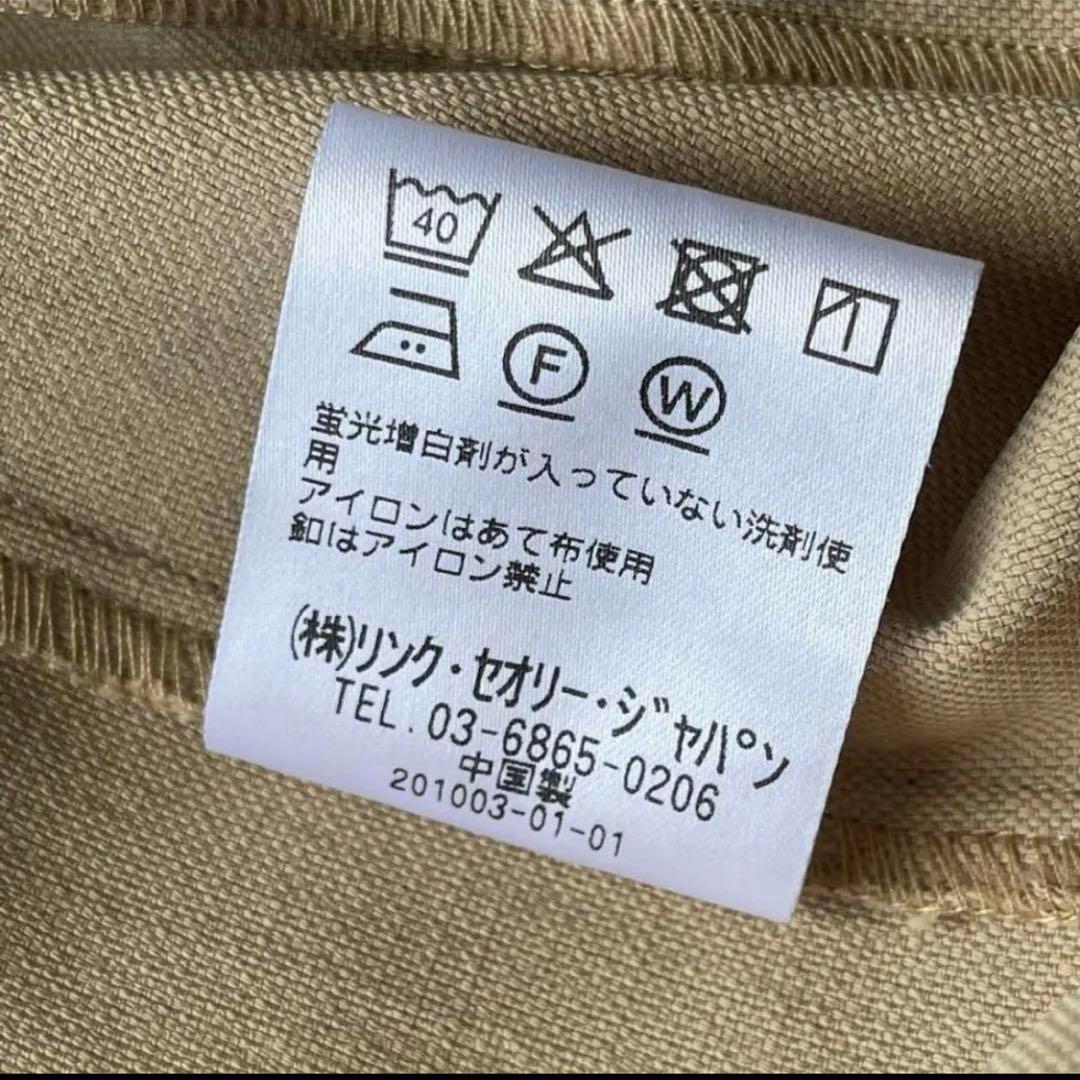 40
F W
蛍光増白剤が入っていない洗剤使
用
アイロンはあて布使用
釦はアイロン禁止
(株)リンク・セオリー・ジャパン
TEL.03-6865-0206
中国製
201003-01-01